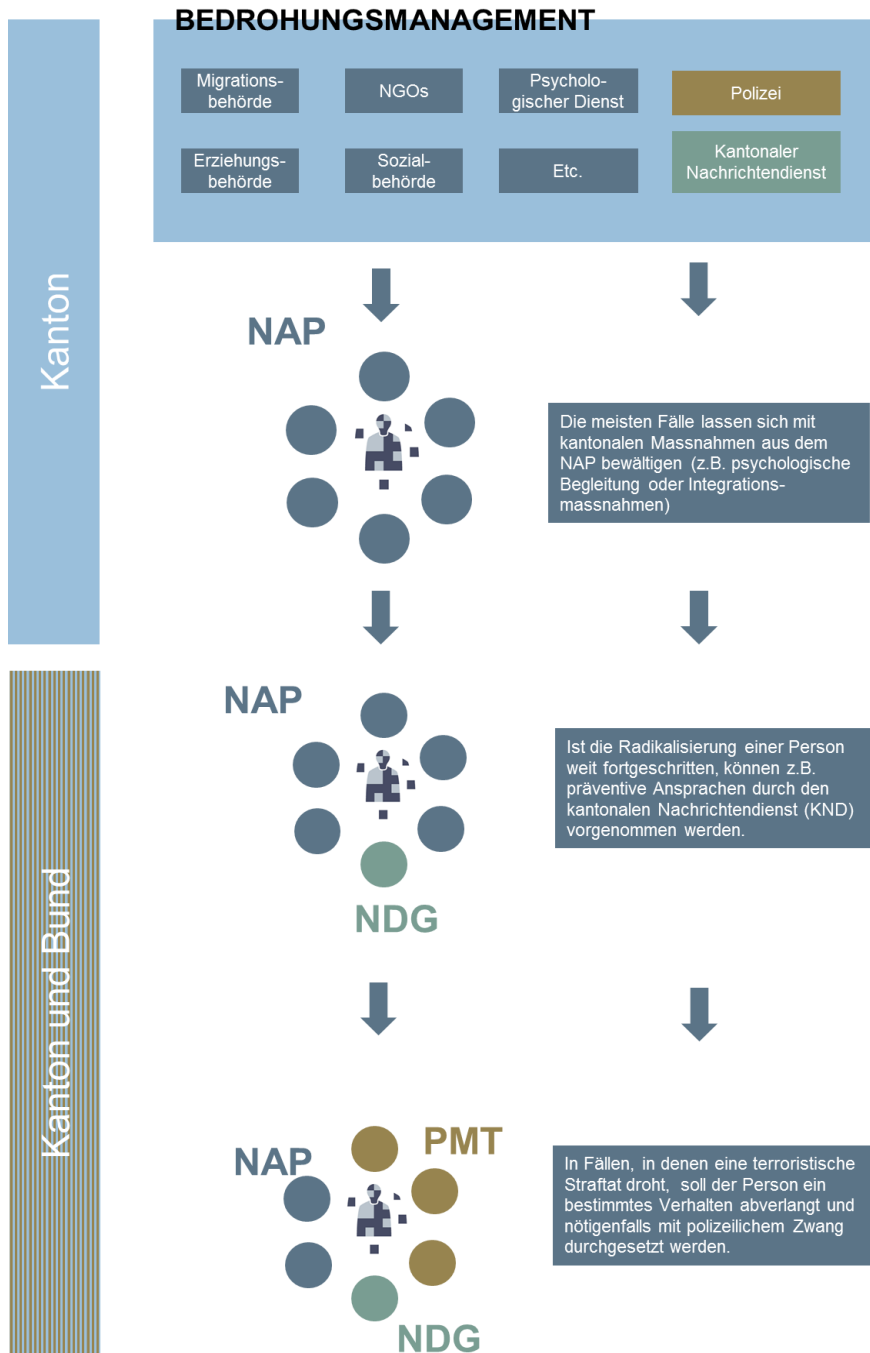 BEDROHUNGSMANAGEMENT
Migrations-
behörde
NGOs
Psycholo-
gischer Dienst
Polizei
Erziehungs-
behörde
Sozial-
behörde
Etc.
Kantonaler
Nachrichtendienst
Kanton
NAP
Die meisten Fälle lassen sich mit
kantonalen Massnahmen aus dem
NAP bewältigen (z.B. psychologische
Begleitung oder Integrations-
massnahmen)
Kanton und Bund
NAP
Ist die Radikalisierung einer Person
weit fortgeschritten, können z.B.
präventive Ansprachen durch den
kantonalen Nachrichtendienst (KND)
vorgenommen werden.
NDG
PMT
NAP
In Fällen, in denen eine terroristische
Straftat droht, soll der Person ein
bestimmtes Verhalten abverlangt und
nötigenfalls mit polizeilichem Zwang
durchgesetzt werden.
NDG